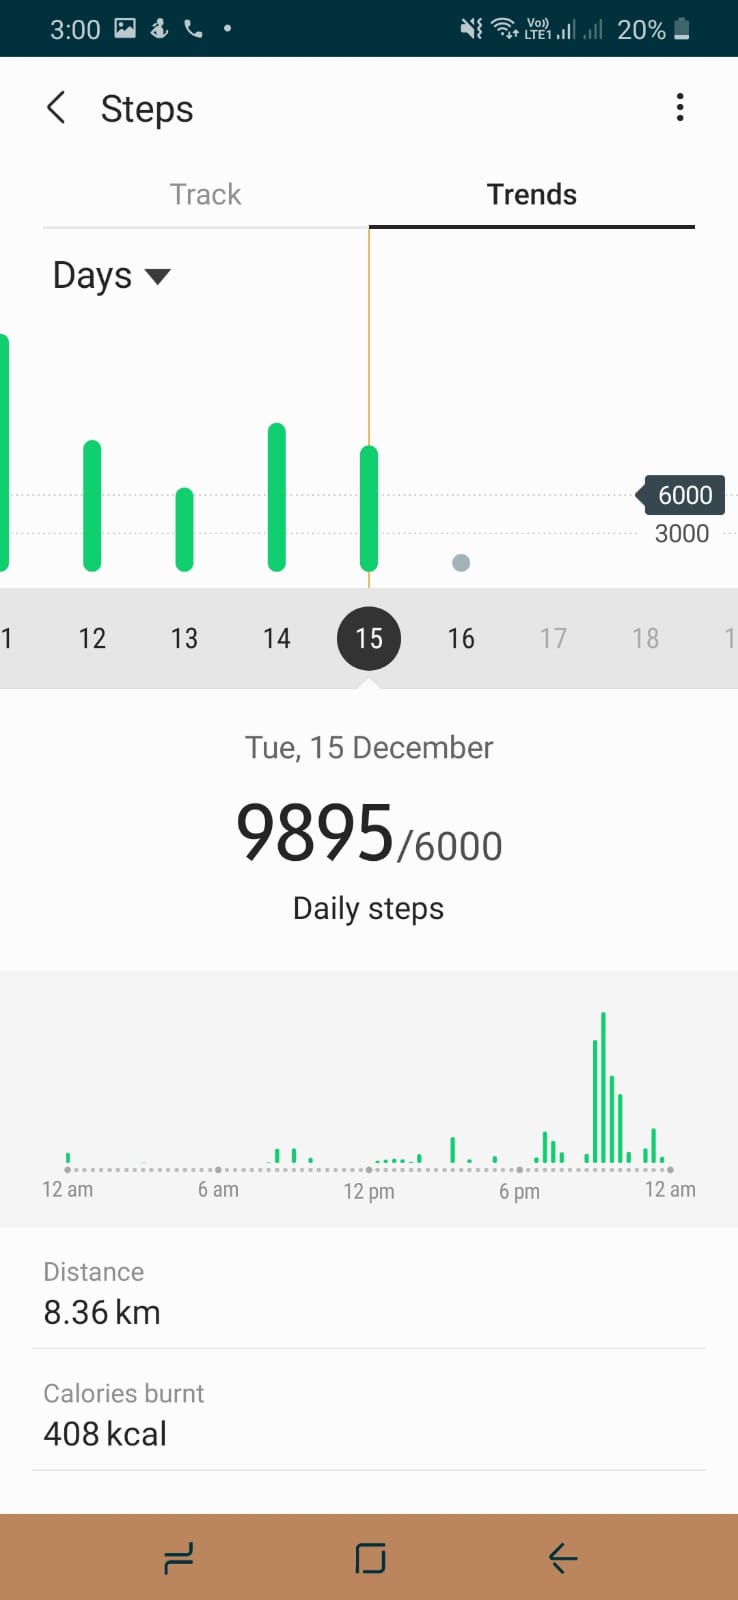 3:00 Vo)) LTE1 20%
Steps
Track Trends
Days
6000
3000
1 12 13 14 15 16 17 18 1
Tue, 15 December
9895/6000
Daily steps
12 am 6 am 12 pm 6 pm 12 am
Distance
8.36 km
Calories burnt
408 kcal